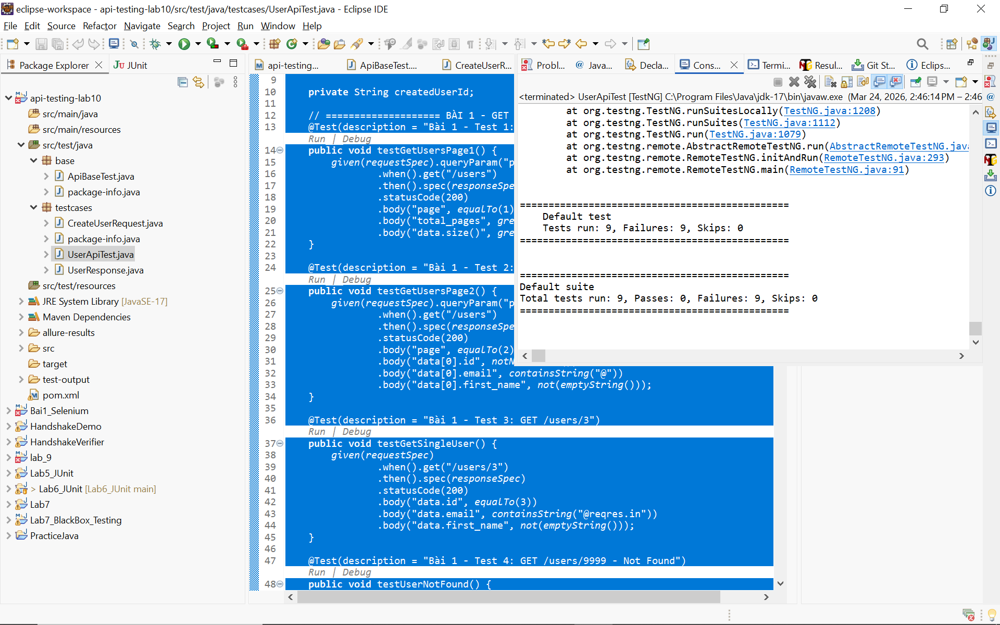 eclipse-workspace - api-testing-lab10/src/test/java/testcases/UserApiTest.java - Eclipse IDE
File Edit Source Refactor Navigate Search Project Run Window Help
Package Explorer
JUnit
api-testing-lab10
src/main/java
src/main/resources
src/test/java
base
ApiBaseTest.java
package-info.java
testcases
CreateUserRequest.java
package-info.java
UserApiTest.java
UserResponse.java
src/test/resources
JRE System Library [JavaSE-17]
Maven Dependencies
allure-results
src
target
test-output
pom.xml
Bai1_Selenium
HandshakeDemo
HandshakeVerifier
lab_9
Lab5_JUnit
> Lab6_JUnit [Lab6_JUnit main]
Lab7
Lab7_BlackBox_Testing
PracticeJava
api-testing... ApiBaseTest.... CreateUserR...
9
10 private String createdUserId;
11
12 // ==================== BÀI 1 - GET
13 @Test(description = "Bài 1 - Test 1:
Run | Debug
14 public void testGetUsersPage1() {
15 given(requestSpec).queryParam("p
16 .when().get("/users")
17 .then().spec(responseSpe
18 .statusCode(200)
19 .body("page", equalTo(1)
20 .body("total_pages", gre
21 .body("data.size()", gre
22 }
23
24 @Test(description = "Bài 1 - Test 2:
Run | Debug
25 public void testGetUsersPage2() {
26 given(requestSpec).queryParam("p
27 .when().get("/users")
28 .then().spec(responseSpe
29 .statusCode(200)
30 .body("page", equalTo(2)
31 .body("data[0].id", notN
32 .body("data[0].email", containsString("@"))
33 .body("data[0].first_name", not(emptyString()));
34 }
35
36 @Test(description = "Bài 1 - Test 3: GET /users/3")
Run | Debug
37 public void testGetSingleUser() {
38 given(requestSpec)
39 .when().get("/users/3")
40 .then().spec(responseSpec)
41 .statusCode(200)
42 .body("data.id", equalTo(3))
43 .body("data.email", containsString("@reqres.in"))
44 .body("data.first_name", not(emptyString()));
45 }
46
47 @Test(description = "Bài 1 - Test 4: GET /users/9999 - Not Found")
Run | Debug
48 public void testUserNotFound() {
Probl... Java... Decla... Cons... Termi... Resul... Git St... Eclips...
<terminated> UserApiTest [TestNG] C:\Program Files\Java\jdk-17\bin\javaw.exe (Mar 24, 2026, 2:46:14 PM – 2:46
at org.testng.TestNG.runSuitesLocally(TestNG.java:1208)
at org.testng.TestNG.runSuites(TestNG.java:1112)
at org.testng.TestNG.run(TestNG.java:1079)
at org.testng.remote.AbstractRemoteTestNG.run(AbstractRemoteTestNG.java
at org.testng.remote.RemoteTestNG.initAndRun(RemoteTestNG.java:293)
at org.testng.remote.RemoteTestNG.main(RemoteTestNG.java:91)
===============================================
Default test
Tests run: 9, Failures: 9, Skips: 0
===============================================
===============================================
Default suite
Total tests run: 9, Passes: 0, Failures: 9, Skips: 0
===============================================